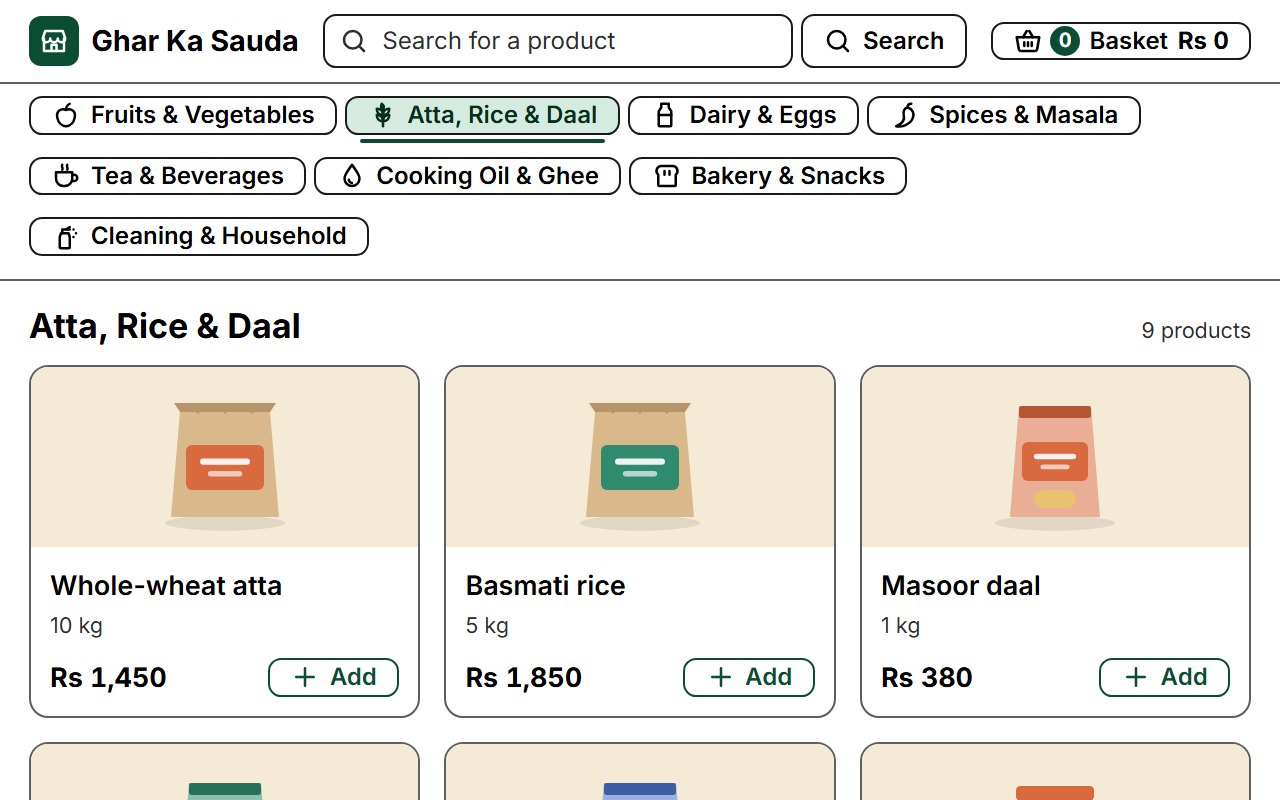 Ghar Ka Sauda
Search for a product
Search
0 Basket Rs 0
Fruits & Vegetables
Atta, Rice & Daal
Dairy & Eggs
Spices & Masala
Tea & Beverages
Cooking Oil & Ghee
Bakery & Snacks
Cleaning & Household
Atta, Rice & Daal
9 products
Whole-wheat atta
10 kg
Rs 1,450
Add
Basmati rice
5 kg
Rs 1,850
Add
Masoor daal
1 kg
Rs 380
Add